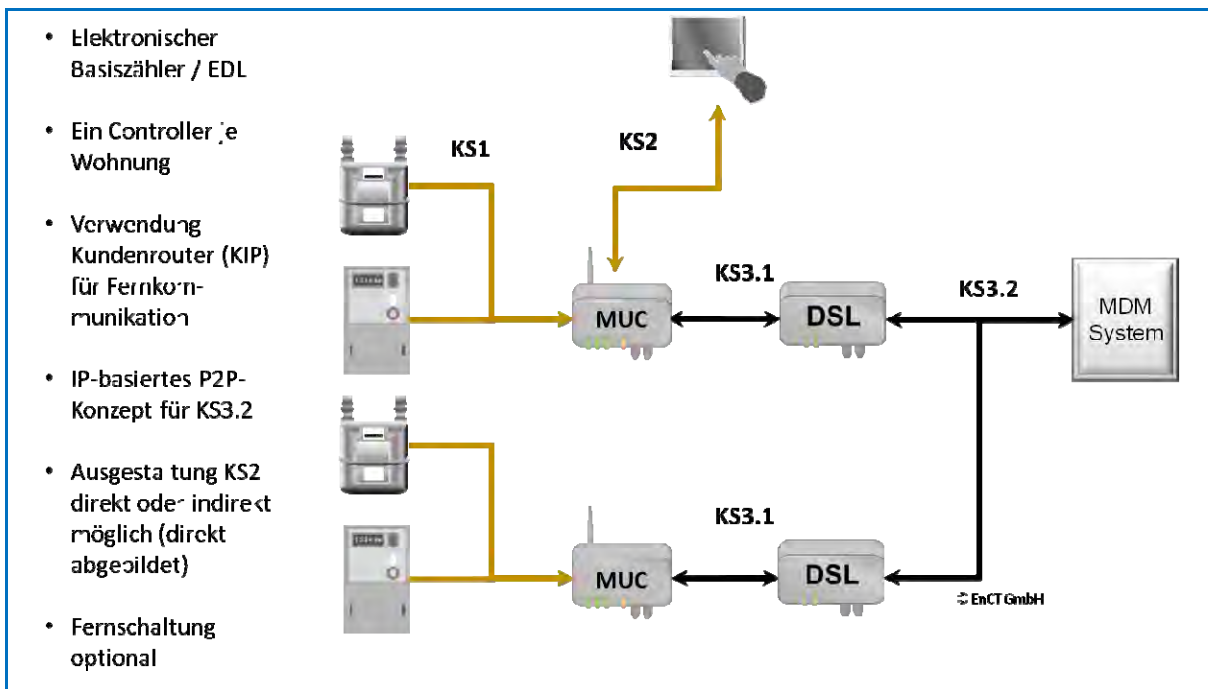 • Elektronischer
Basiszähler / EDL
• Ein Controller je
Wohnung
• Verwendung
Kundenrouter (KIP)
für Fernkom-
munikation
• IP-basiertes P2P-
Konzept für KS3.2
• Ausgestaltung KS2
direkt oder indirekt
möglich (direkt
abgebildet)
• Fernschaltung
optional
KS1
KS2
MUC
KS3.1
DSL
KS3.2
MDM
System
MUC
KS3.1
DSL
© EnCT GmbH